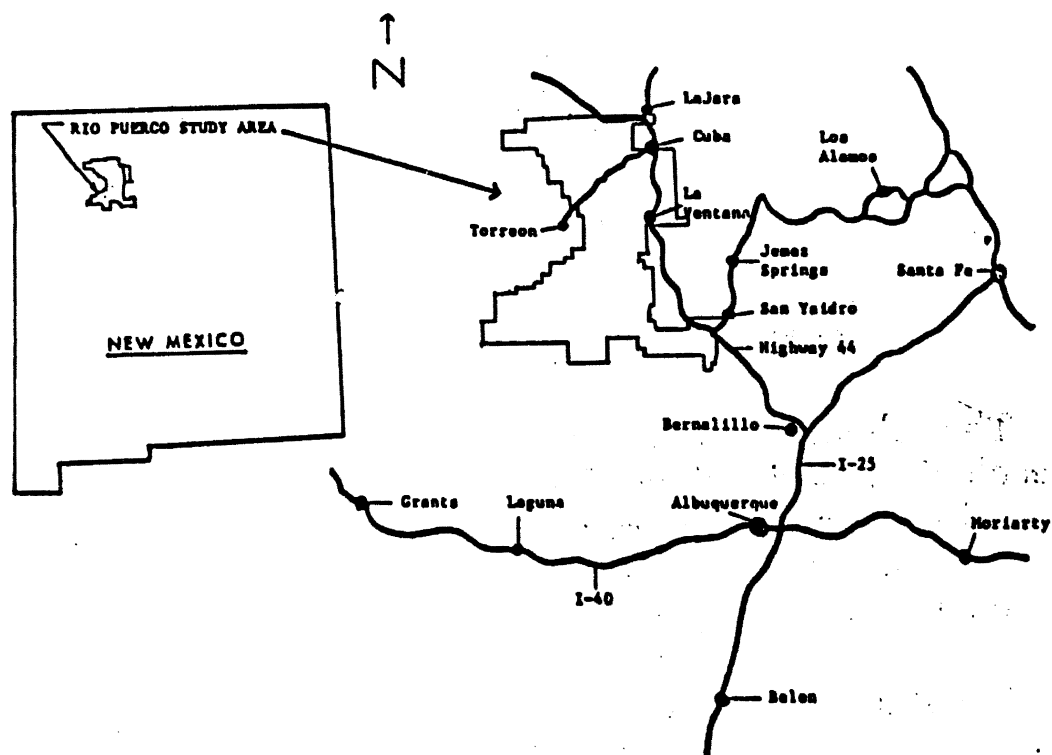 N
RIO PUERCO STUDY AREA
NEW MEXICO
LaJara
Cuba
Los
Alamos
La
Ventana
Torreon
Jemez
Springs
Santa Fe
San Ysidro
Highway 44
Bernalillo
I-25
Grants
Laguna
Albuquerque
Moriarty
I-40
Belen